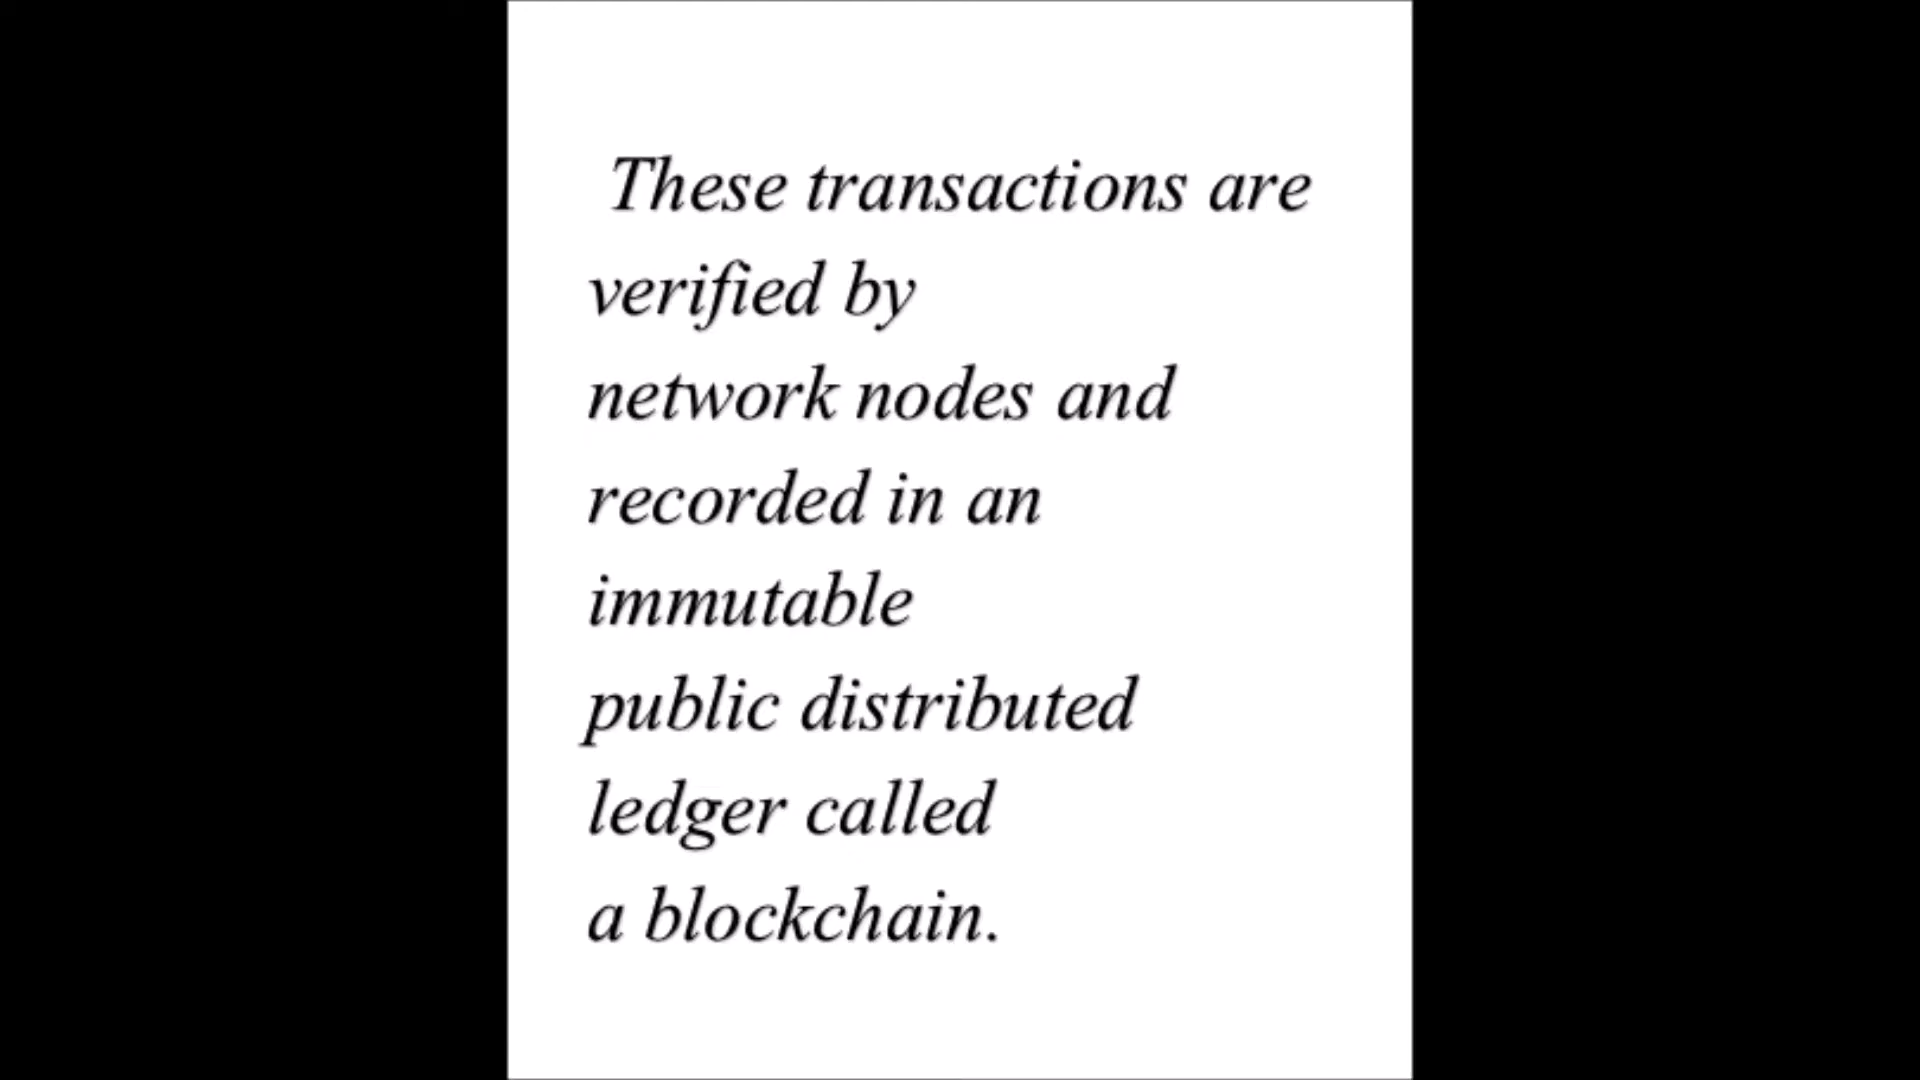 These transactions are
verified by
network nodes and
recorded in an
immutable
public distributed
ledger called
a blockchain.